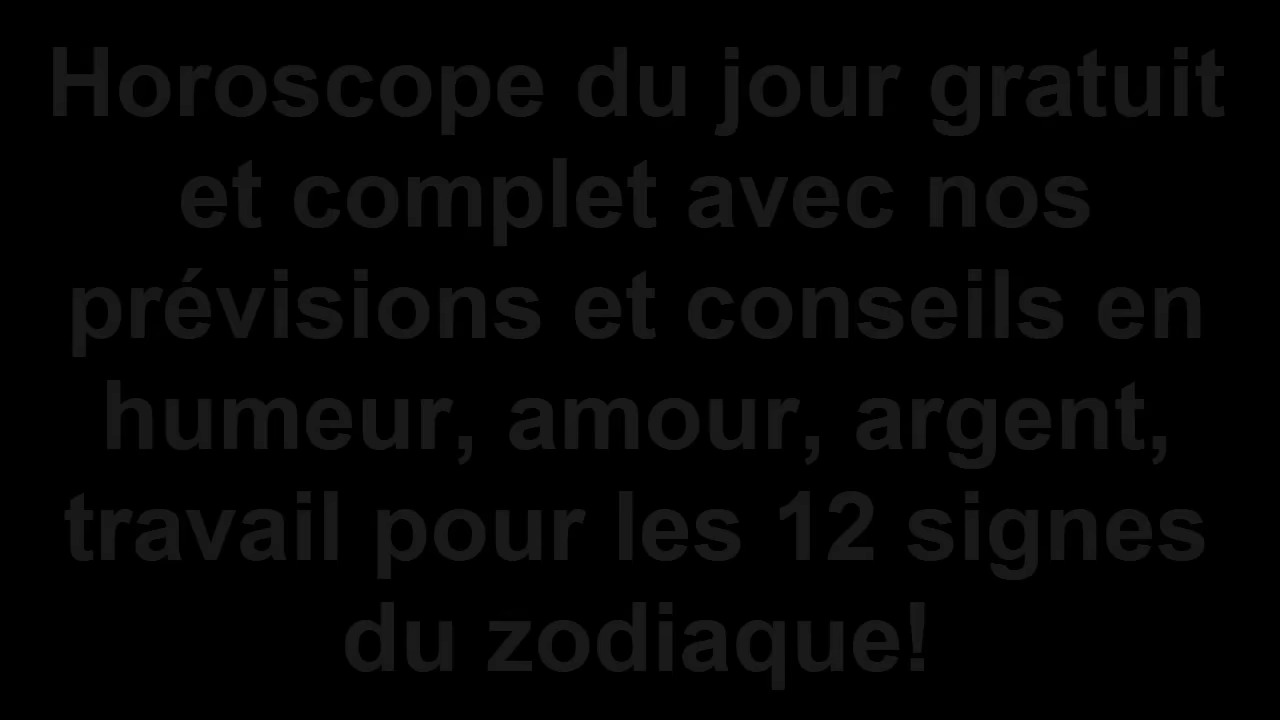 Horoscope du jour gratuit
et complet avec nos
prévisions et conseils en
humeur, amour, argent,
travail pour les 12 signes
du zodiaque!